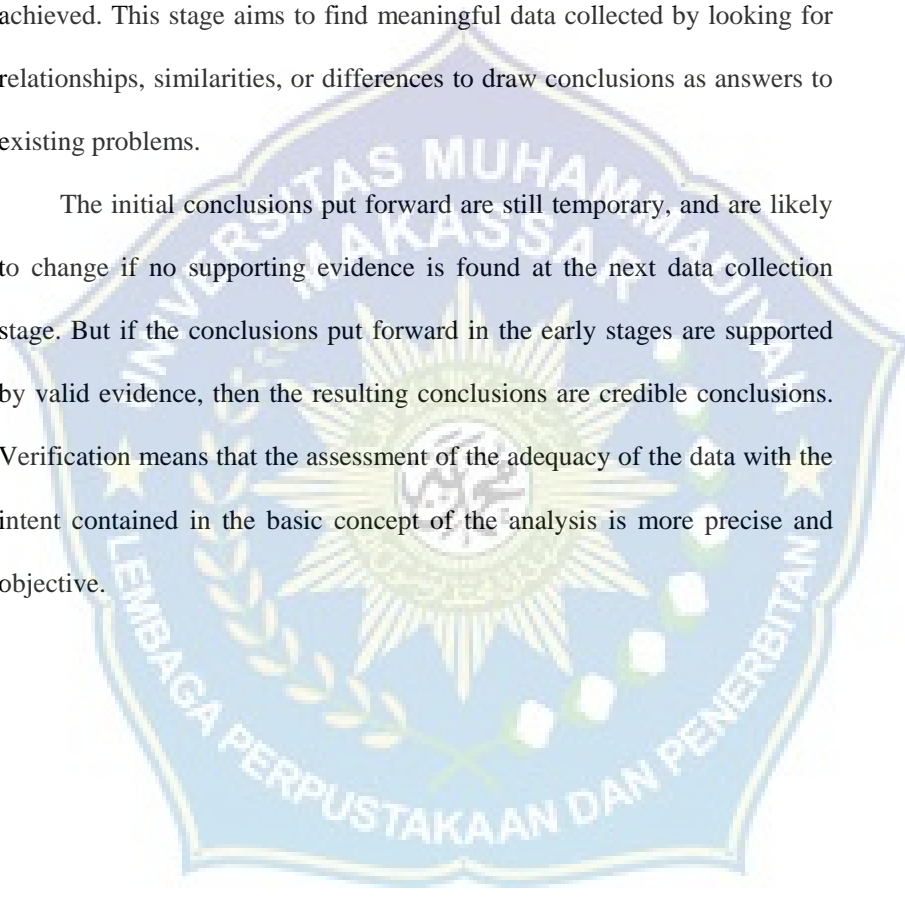 achieved. This stage aims to find meaningful data collected by looking for
relationships, similarities, or differences to draw conclusions as answers to
existing problems.
The initial conclusions put forward are still temporary, and are likely
to change if no supporting evidence is found at the next data collection
stage. But if the conclusions put forward in the early stages are supported
by valid evidence, then the resulting conclusions are credible conclusions.
Verification means that the assessment of the adequacy of the data with the
intent contained in the basic concept of the analysis is more precise and
objective.
UNIVERSITAS MUHAMMADIYAH
MAKASSAR
LEMBAGA PERPUSTAKAAN DAN PENERBITAN